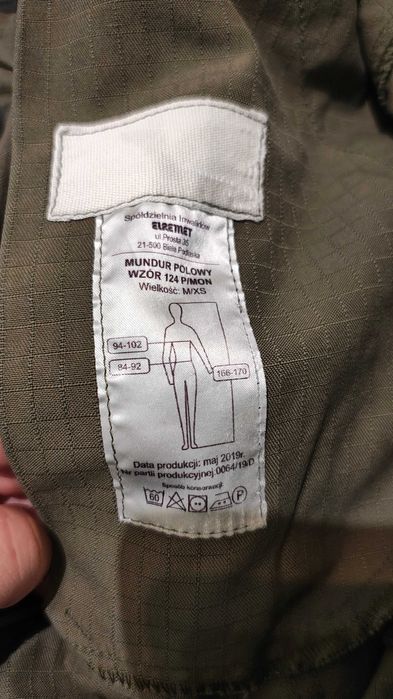 Spółdzielnia Inwalidów
ELREMET
ul Prosta 35
21-500 Biała Podlaska
MUNDUR POLOWY
WZÓR 124 P/MON
Wielkość: M/XS
94-102
84-92
166-170
Data produkcji: maj 2019r.
Nr partii produkcyjnej 0064/19/D
Sposób konserwacji:
60
P